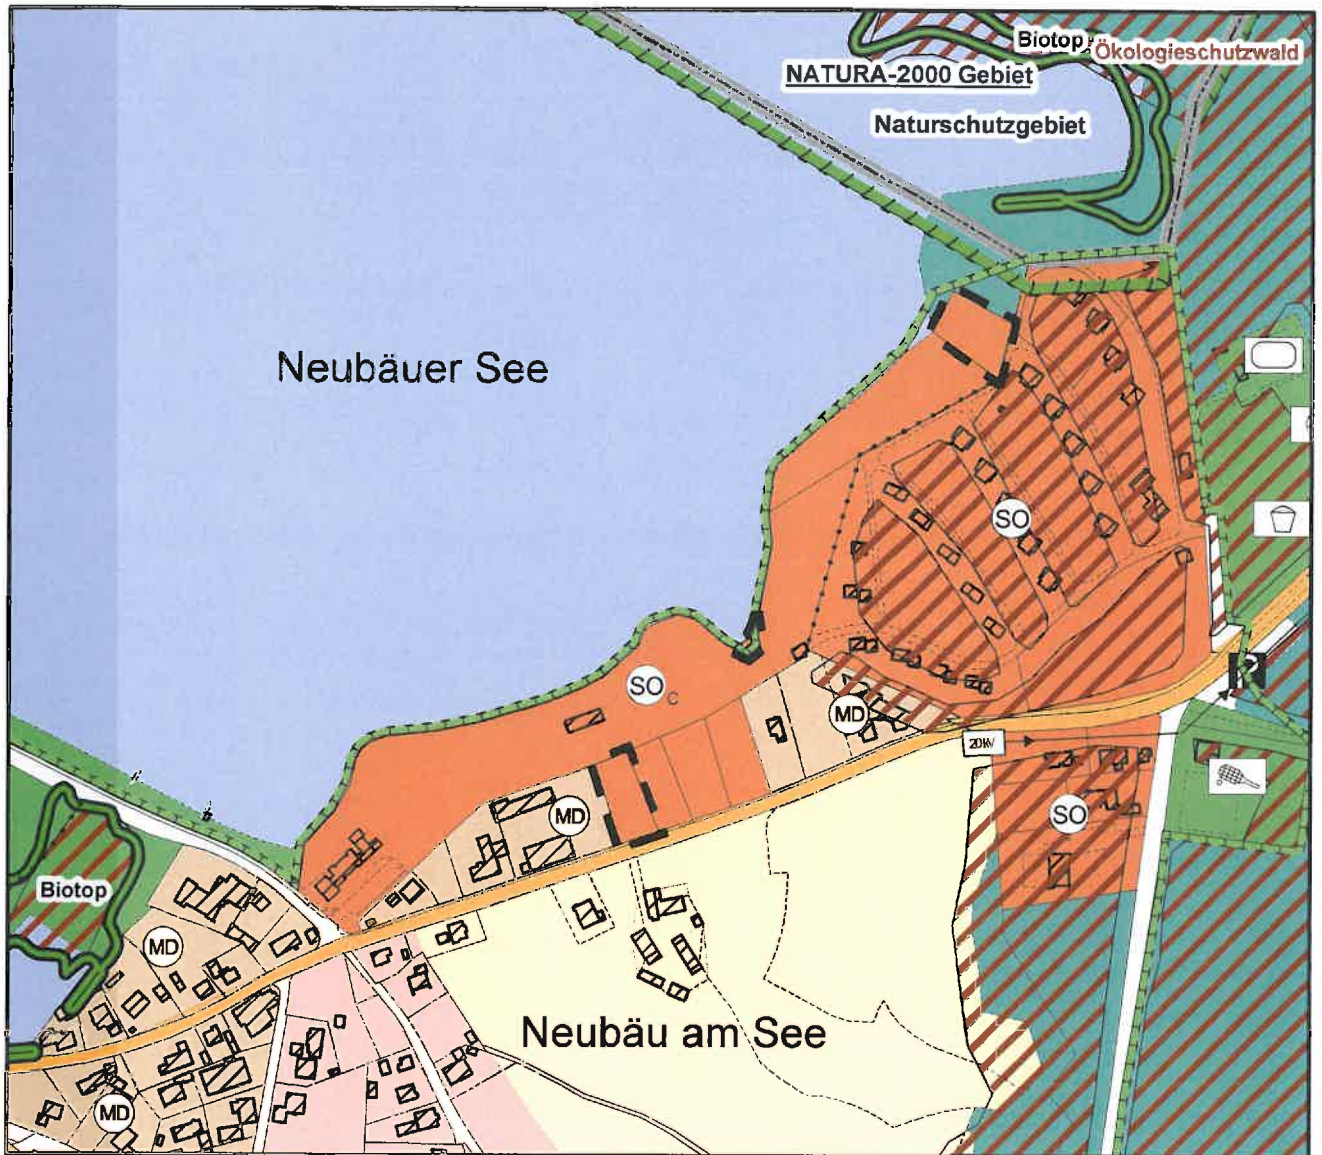 Biotop
Ökologieschutzwald
NATURA-2000 Gebiet
Naturschutzgebiet
Neubäuer See
SO
SO
C
MD
20kV
MD
SO
Biotop
MD
Neubäu am See
MD